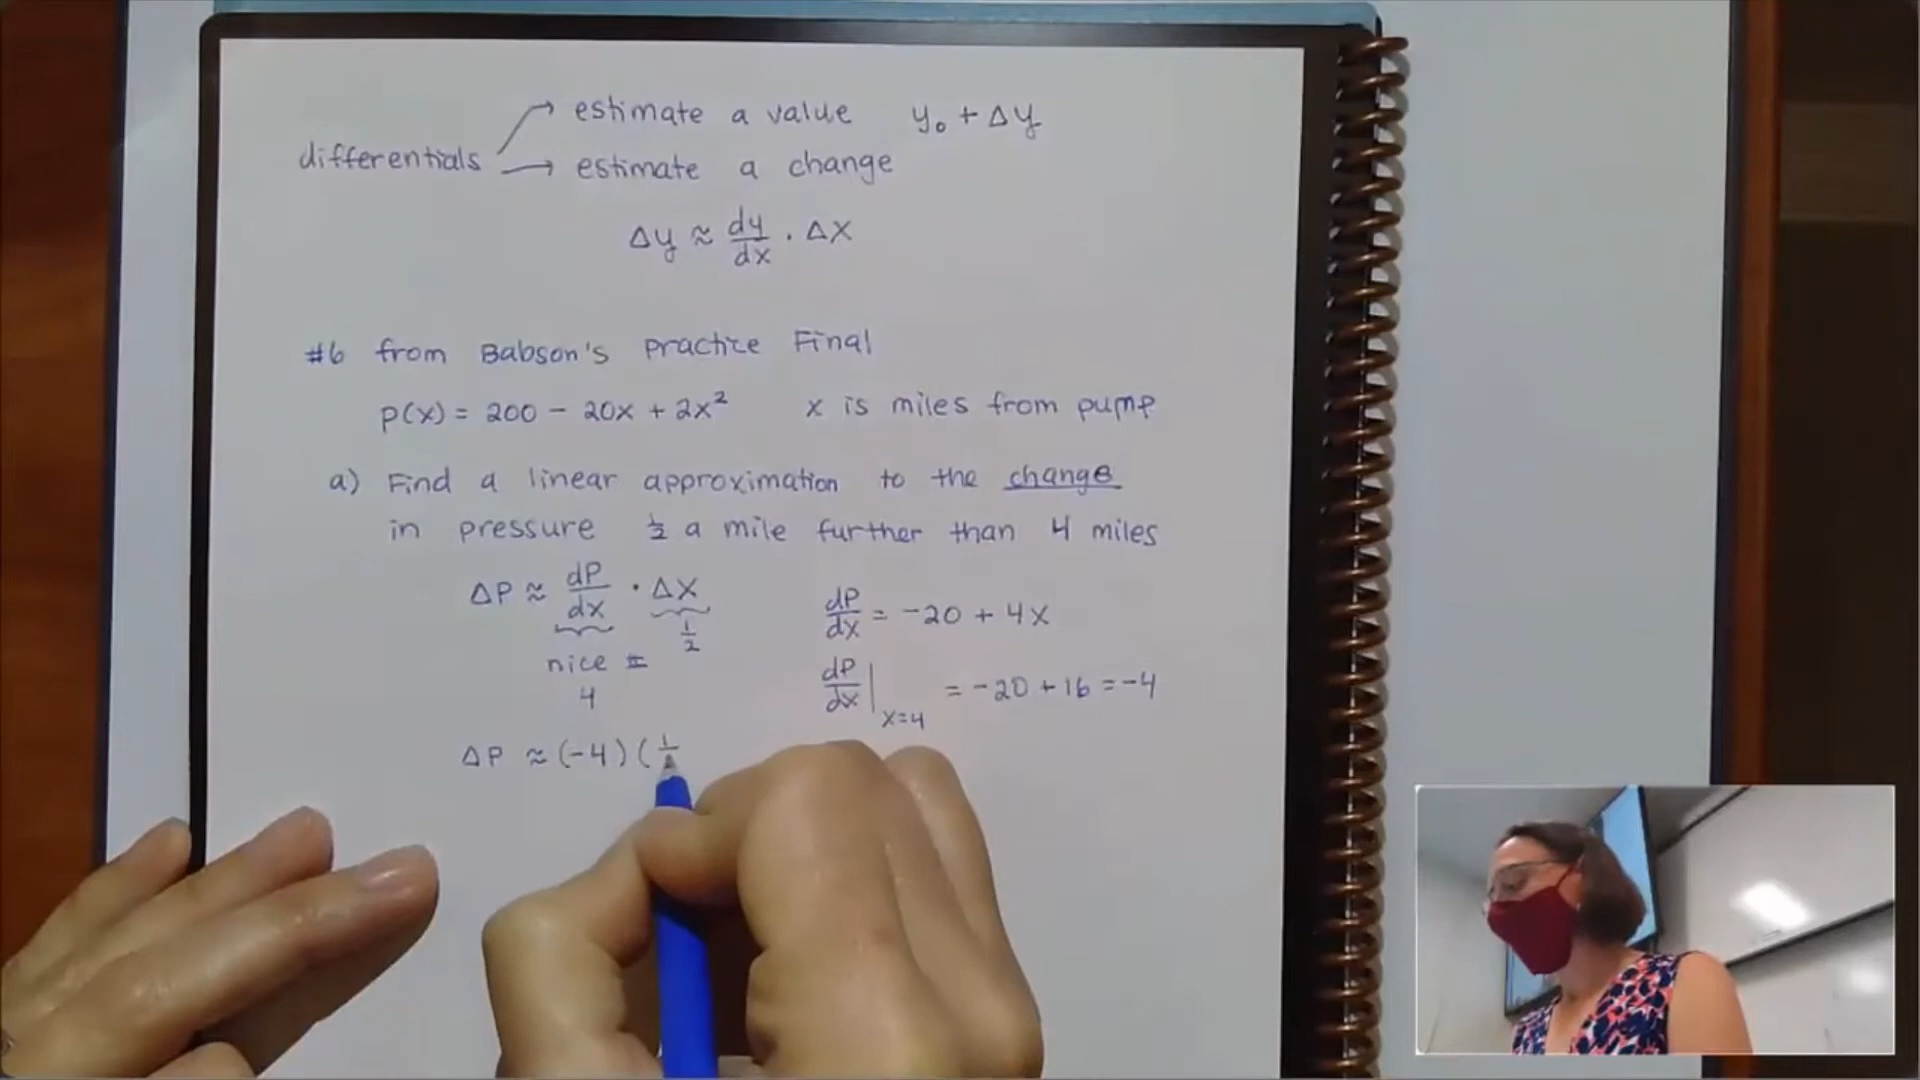 estimate a value y₀ + Δy
differentials
estimate a change
Δy ≈ dy/dx · Δx
#6 from Babson's Practice Final
P(x) = 200 - 20x + 2x² x is miles from pump
a) Find a linear approximation to the change
in pressure ½ a mile further than 4 miles
ΔP ≈ dP/dx · Δx
1/2
nice #
4
dP/dx = -20 + 4x
dP/dx | x=4 = -20 + 16 = -4
ΔP ≈ (-4) (1/